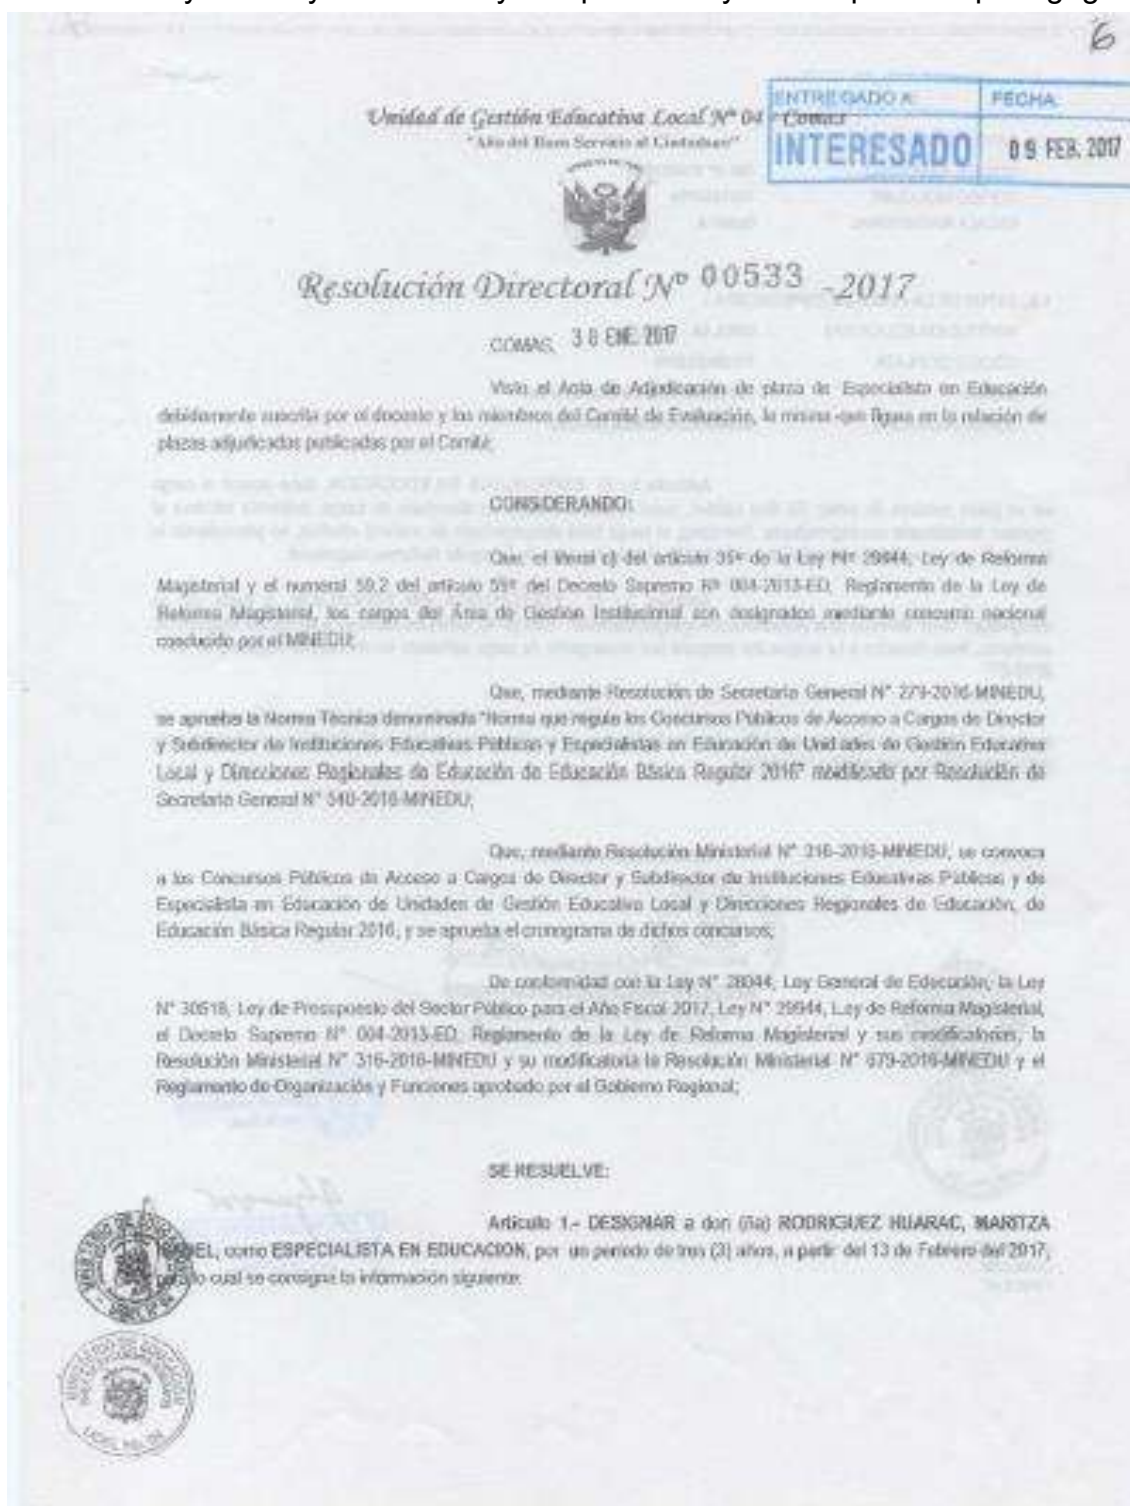 6
ENTREGADO A: FECHA:
INTERESADO 09 FEB. 2017
Unidad de Gestión Educativa Local Nº 04 - Comas
"Año del Buen Servicio al Ciudadano"
Resolución Directoral Nº 00533 -2017
COMAS, 30 ENE. 2017
Visto el Acta de Adjudicación de plaza de Especialista en Educación
debidamente suscrita por el docente y los miembros del Comité de Evaluación, la misma que figura en la relación de
plazas adjudicadas publicadas por el Comité;
CONSIDERANDO:
Que, el literal c) del artículo 35º de la Ley Nº 29944, Ley de Reforma
Magisterial y el numeral 59.2 del artículo 59º del Decreto Supremo Nº 004-2013-ED, Reglamento de la Ley de
Reforma Magisterial, los cargos del Área de Gestión Institucional son designados mediante concurso nacional
conducido por el MINEDU;
Que, mediante Resolución de Secretaría General N° 279-2016-MINEDU,
se aprueba la Norma Técnica denominada "Norma que regula los Concursos Públicos de Acceso a Cargos de Director
y Subdirector de Instituciones Educativas Públicas y Especialistas en Educación de Unidades de Gestión Educativa
Local y Direcciones Regionales de Educación de Educación Básica Regular 2016" modificado por Resolución de
Secretaría General N° 540-2016-MINEDU;
Que, mediante Resolución Ministerial N° 316-2016-MINEDU, se convoca
a los Concursos Públicos de Acceso a Cargos de Director y Subdirector de Instituciones Educativas Públicas y de
Especialista en Educación de Unidades de Gestión Educativa Local y Direcciones Regionales de Educación, de
Educación Básica Regular 2016, y se aprueba el cronograma de dichos concursos;
De conformidad con la Ley N° 28044, Ley General de Educación, la Ley
N° 30518, Ley de Presupuesto del Sector Público para el Año Fiscal 2017, Ley N° 29944, Ley de Reforma Magisterial,
el Decreto Supremo N° 004-2013-ED, Reglamento de la Ley de Reforma Magisterial y sus modificatorias, la
Resolución Ministerial N° 316-2016-MINEDU y su modificatoria la Resolución Ministerial N° 679-2016-MINEDU y el
Reglamento de Organización y Funciones aprobado por el Gobierno Regional;
SE RESUELVE:
Artículo 1.- DESIGNAR a don (ña) RODRIGUEZ HUARAC, MARITZA
EL, como ESPECIALISTA EN EDUCACION, por un periodo de tres (3) años, a partir del 13 de Febrero del 2017,
lo cual se consigna la información siguiente: